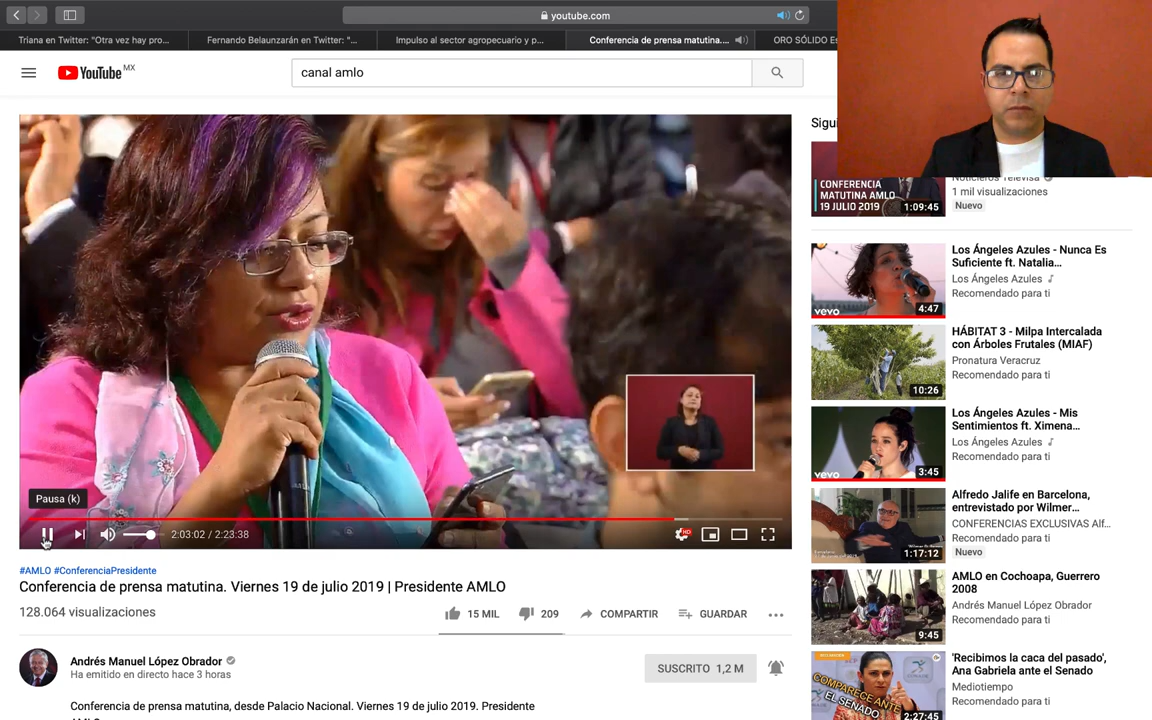 youtube.com
Triana en Twitter: "Otra vez hay pro...
Fernando Belaunzarán en Twitter: "...
Impulso al sector agropecuario y p...
Conferencia de prensa matutina....
ORO SÓLIDO Es
YouTube MX
canal amlo
Sigui
CONFERENCIA
MATUTINA AMLO
19 JULIO 2019
1:09:45
Noticieros Televisa
1 mil visualizaciones
Nuevo
vevo
4:47
Los Ángeles Azules - Nunca Es
Suficiente ft. Natalia...
Los Ángeles Azules
Recomendado para ti
10:26
HÁBITAT 3 - Milpa Intercalada
con Árboles Frutales (MIAF)
Pronatura Veracruz
Recomendado para ti
vevo
3:45
Los Ángeles Azules - Mis
Sentimientos ft. Ximena...
Los Ángeles Azules
Recomendado para ti
1:17:12
Alfredo Jalife en Barcelona,
entrevistado por Wilmer...
CONFERENCIAS EXCLUSIVAS Alf...
Nuevo
9:45
AMLO en Cochoapa, Guerrero
2008
Andrés Manuel López Obrador
Recomendado para ti
COMPARECE ANTE
EL SENADO
2:27:45
'Recibimos la caca del pasado',
Ana Gabriela ante el Senado
Mediotiempo
Recomendado para ti
Pausa (k)
2:03:02 / 2:23:38
HD
#AMLO #ConferenciaPresidente
Conferencia de prensa matutina. Viernes 19 de julio 2019 | Presidente AMLO
128.064 visualizaciones
15 MIL
209
COMPARTIR
GUARDAR
Andrés Manuel López Obrador
Ha emitido en directo hace 3 horas
SUSCRITO 1,2 M
Conferencia de prensa matutina, desde Palacio Nacional. Viernes 19 de julio 2019. Presidente
AMLO